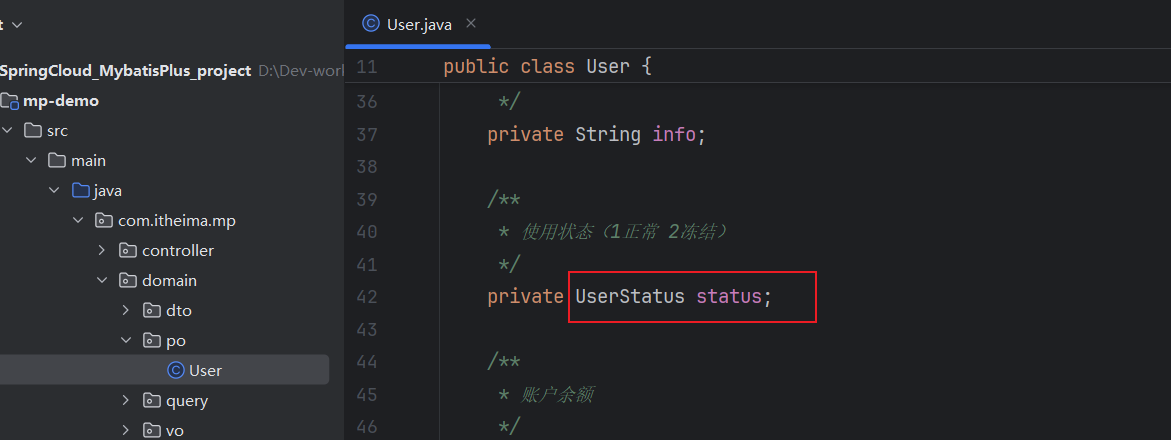 t
SpringCloud_MybatisPlus_project D:\Dev-worl
mp-demo
src
main
java
com.itheima.mp
controller
domain
dto
po
User
query
vo
User.java
11 public class User {
36 */
37 private String info;
38
39 /**
40 * 使用状态（1正常 2冻结）
41 */
42 private UserStatus status;
43
44 /**
45 * 账户余额
46 */